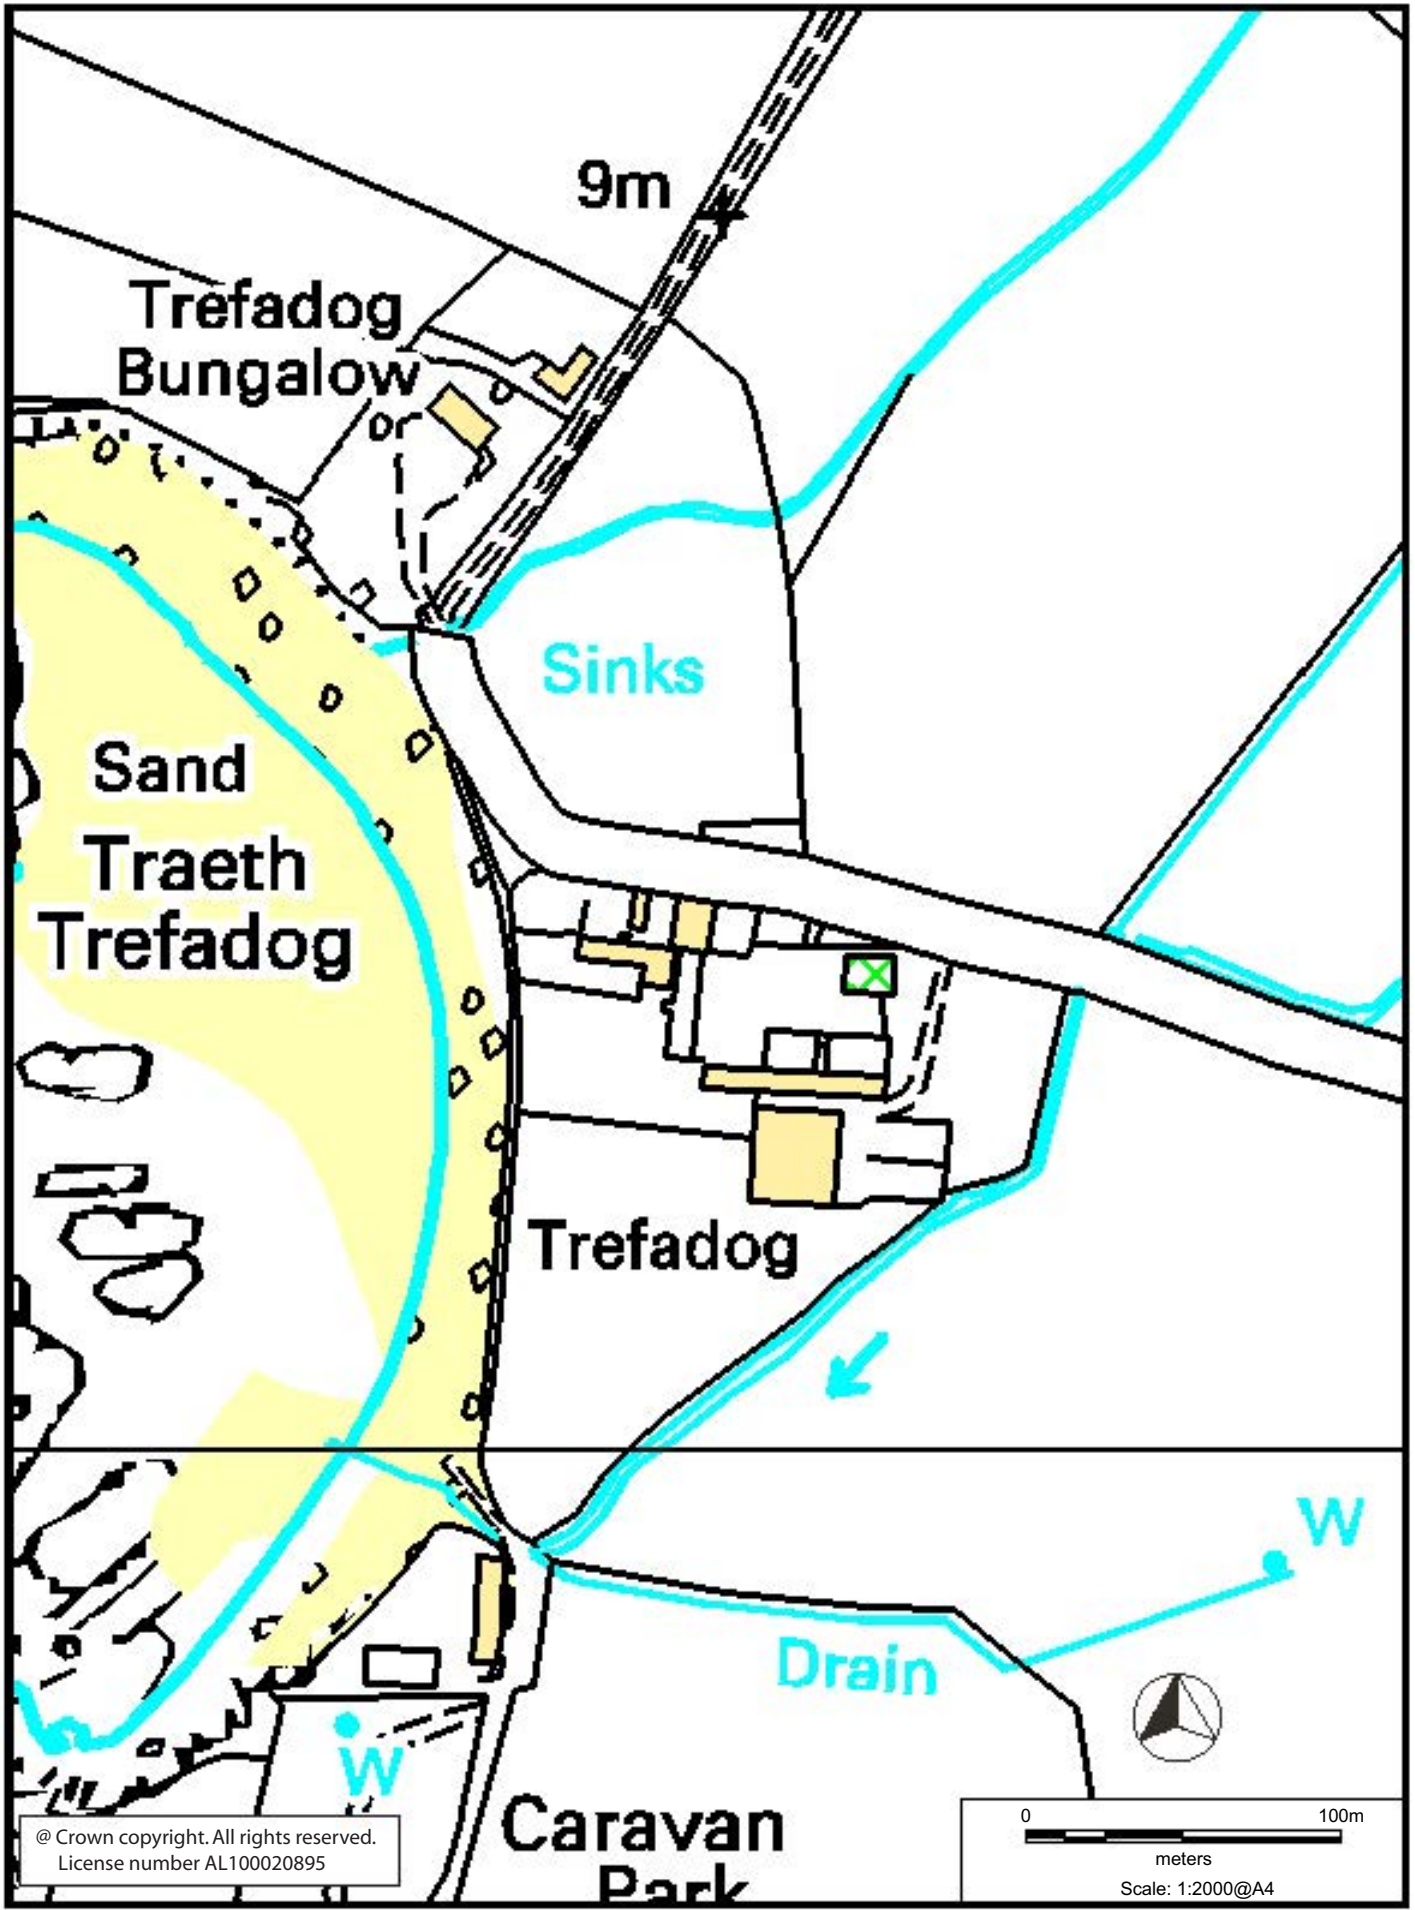 9m
Trefadog
Bungalow
Sinks
Sand
Traeth
Trefadog
Trefadog
W
Drain
W
Caravan
Park
@ Crown copyright. All rights reserved.
License number AL100020895
0 100m
meters
Scale: 1:2000@A4